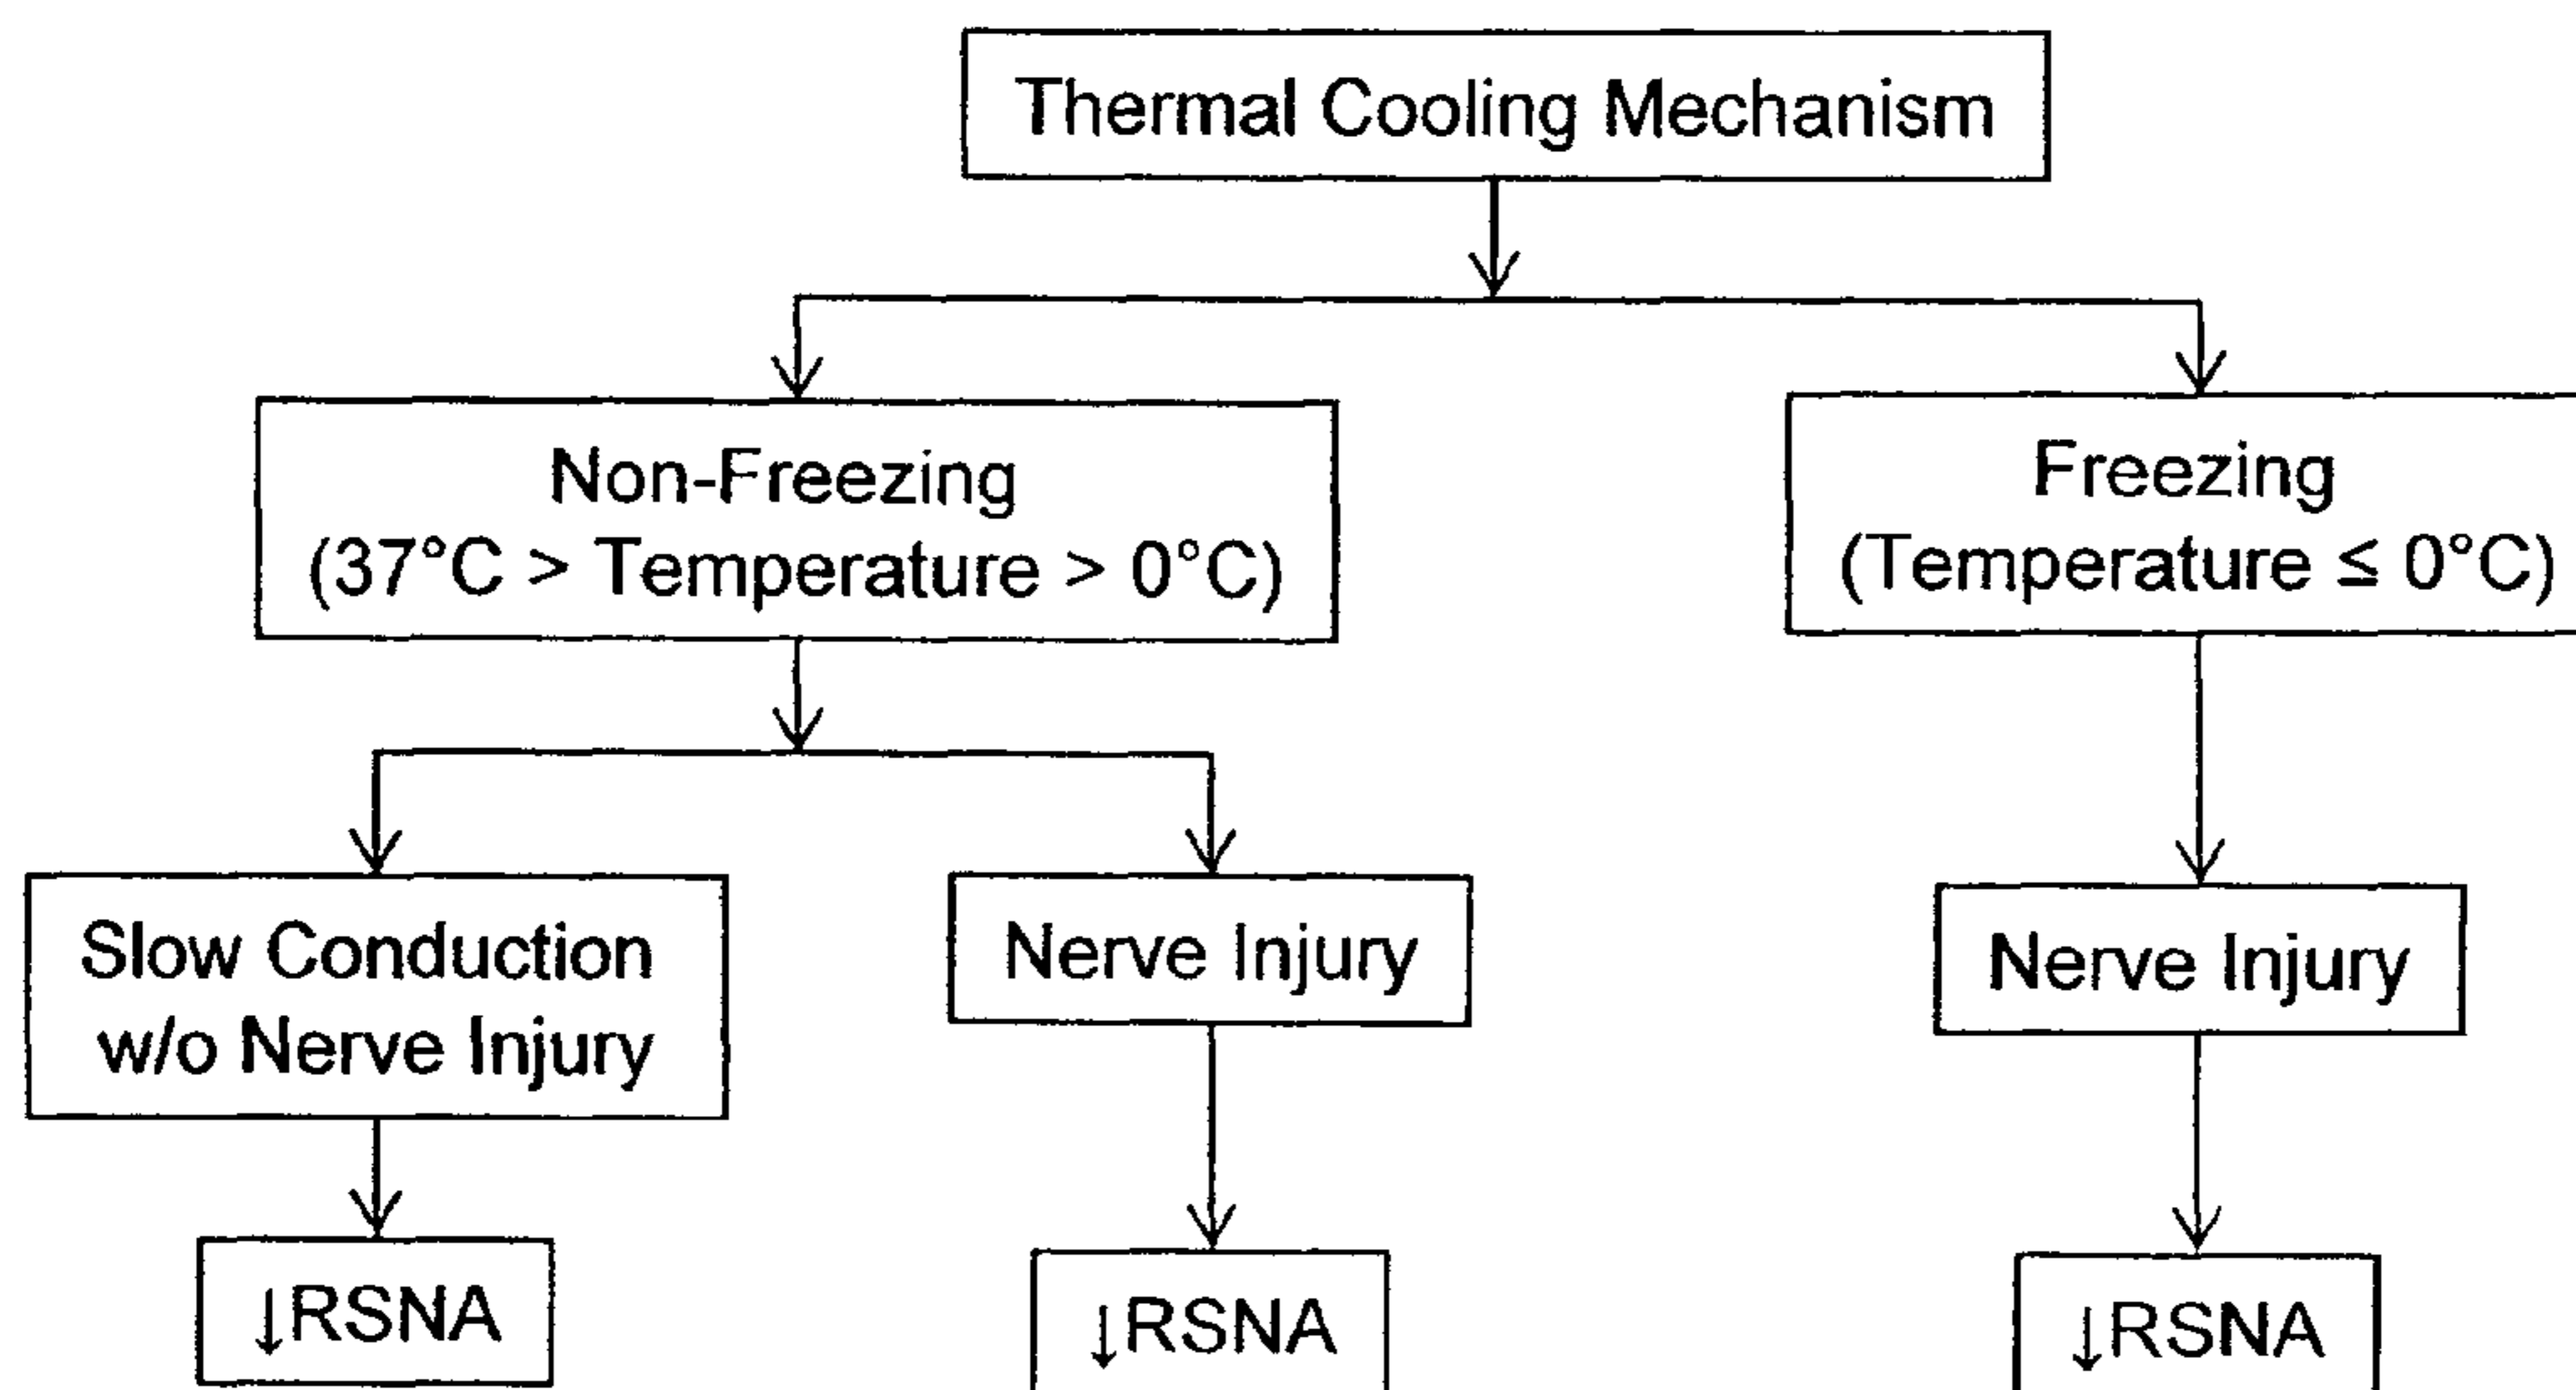 Thermal Cooling Mechanism
Non-Freezing
(37°C > Temperature > 0°C)
Freezing
(Temperature ≤ 0°C)
Slow Conduction
w/o Nerve Injury
Nerve Injury
Nerve Injury
↓RSNA
↓RSNA
↓RSNA